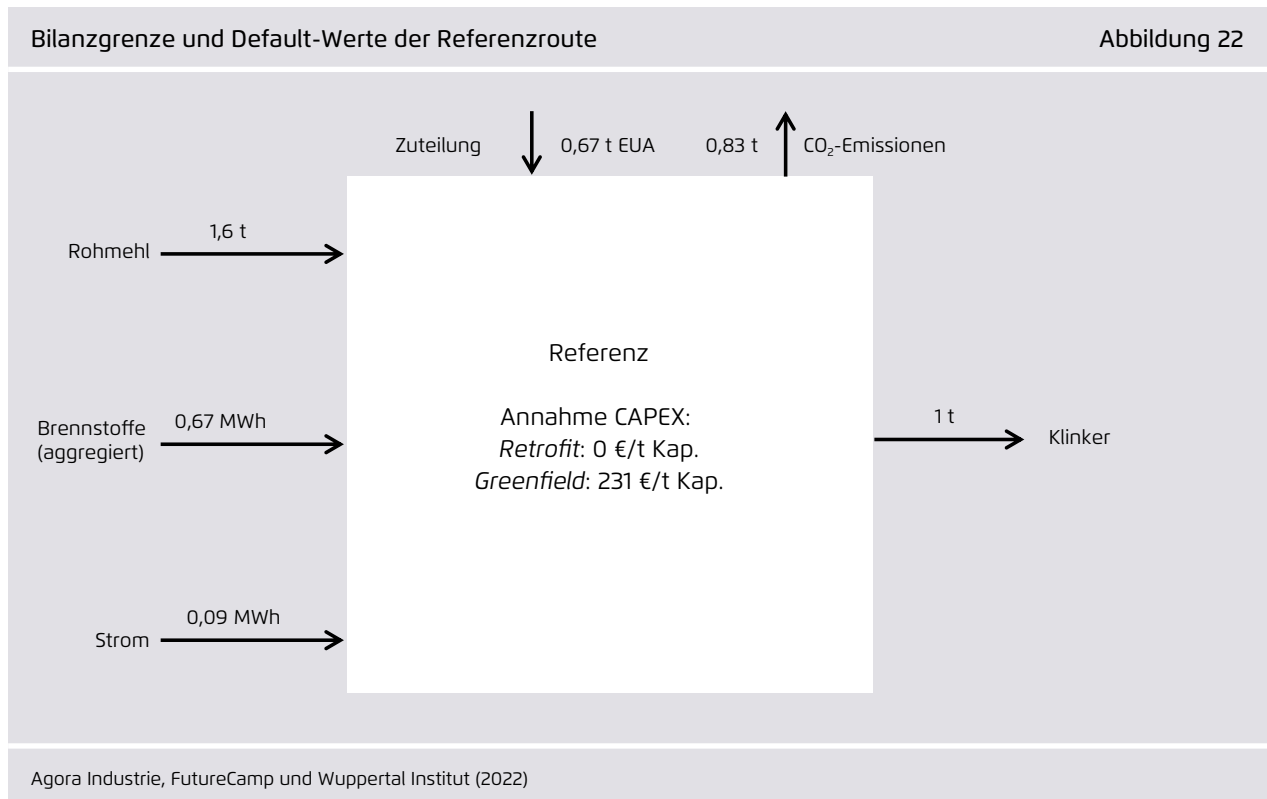 Bilanzgrenze und Default-Werte der Referenzroute
Abbildung 22
Zuteilung
0,67 t EUA
0,83 t
CO₂-Emissionen
Rohmehl
1,6 t
Brennstoffe
(aggregiert)
0,67 MWh
Strom
0,09 MWh
Referenz
Annahme CAPEX:
Retrofit: 0 €/t Kap.
Greenfield: 231 €/t Kap.
1 t
Klinker
Agora Industrie, FutureCamp und Wuppertal Institut (2022)